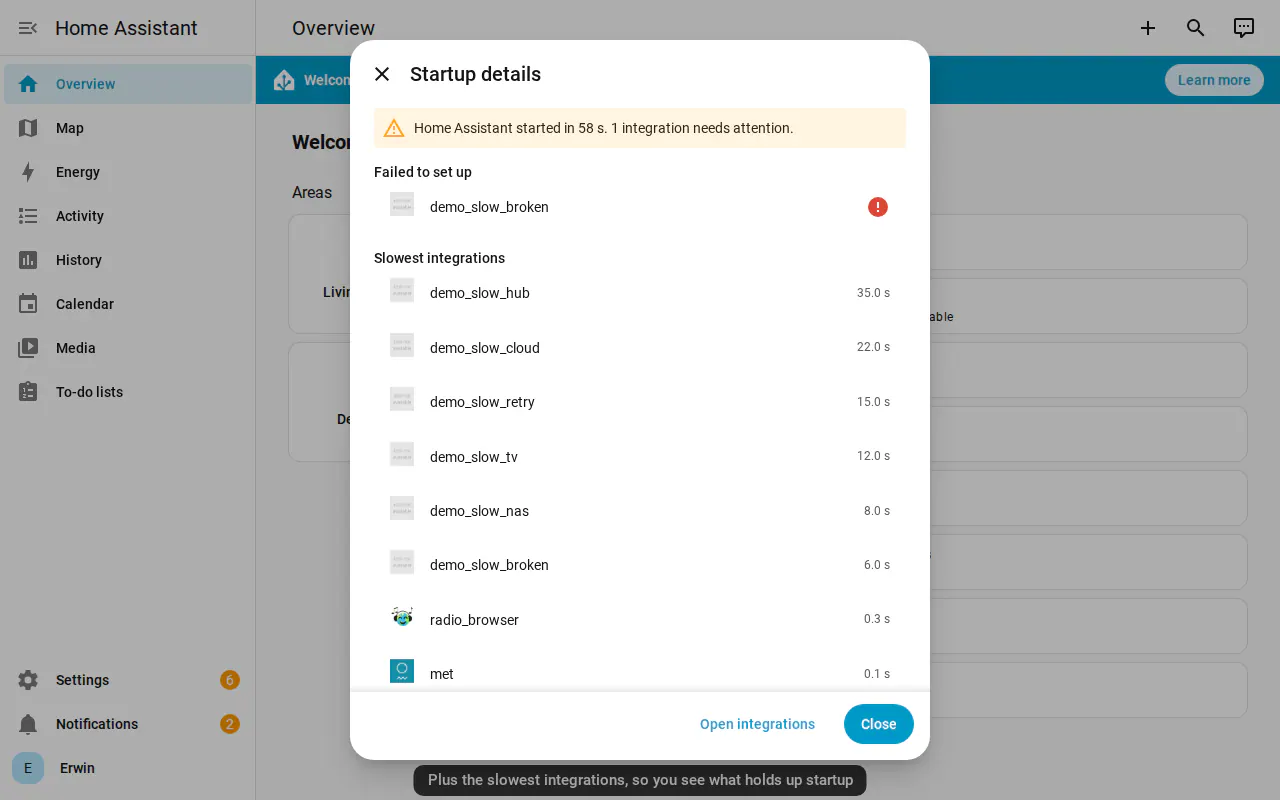 Home Assistant
Overview
Overview
Map
Energy
Activity
History
Calendar
Media
To-do lists
Settings
6
Notifications
2
E
Erwin
Learn more
Areas
Startup details
Home Assistant started in 58 s. 1 integration needs attention.
Failed to set up
demo_slow_broken
Slowest integrations
demo_slow_hub
35.0 s
demo_slow_cloud
22.0 s
demo_slow_retry
15.0 s
demo_slow_tv
12.0 s
demo_slow_nas
8.0 s
demo_slow_broken
6.0 s
radio_browser
0.3 s
met
0.1 s
Open integrations
Close
Plus the slowest integrations, so you see what holds up startup